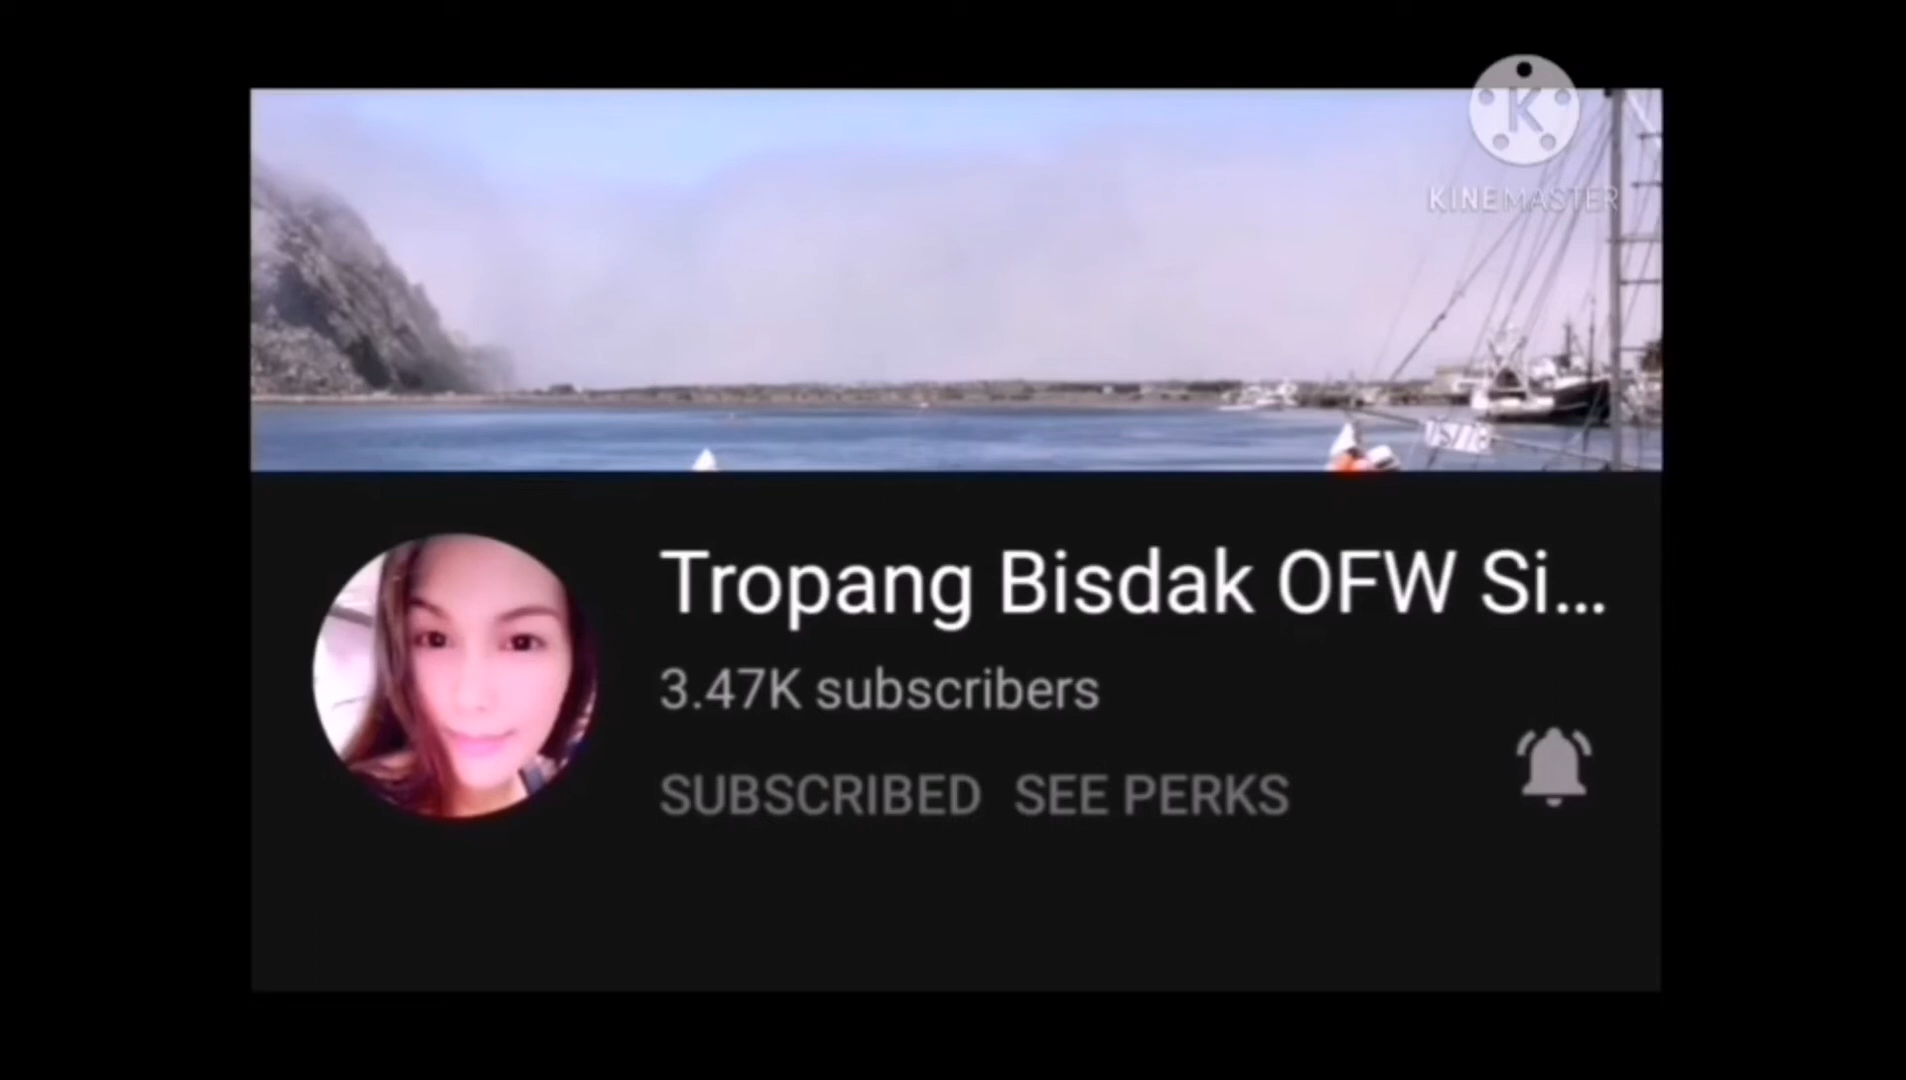 K
KINEMASTER
Tropang Bisdak OFW Si...
3.47K subscribers
SUBSCRIBED SEE PERKS